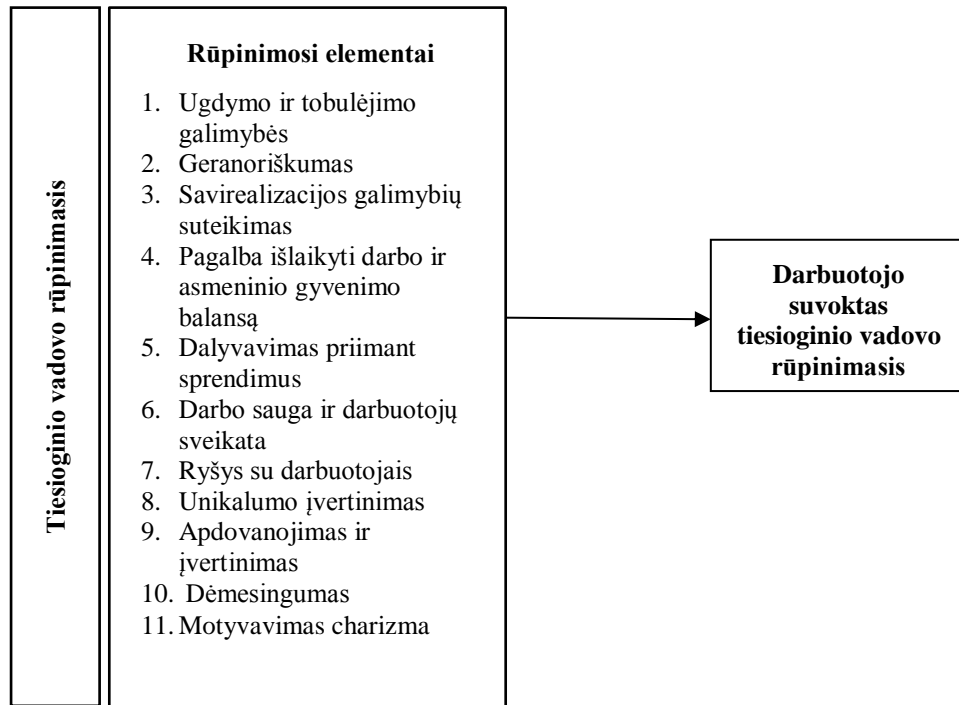 Tiesioginio vadovo rūpinimasis
Rūpinimosi elementai
1. Ugdymo ir tobulėjimo
galimybės
2. Geranoriškumas
3. Savirealizacijos galimybių
suteikimas
4. Pagalba išlaikyti darbo ir
asmeninio gyvenimo
balansą
5. Dalyvavimas priimant
sprendimus
6. Darbo sauga ir darbuotojų
sveikata
7. Ryšys su darbuotojais
8. Unikalumo įvertinimas
9. Apdovanojimas ir
įvertinimas
10. Dėmesingumas
11. Motyvavimas charizma
Darbuotojo
suvoktas
tiesioginio vadovo
rūpinimasis